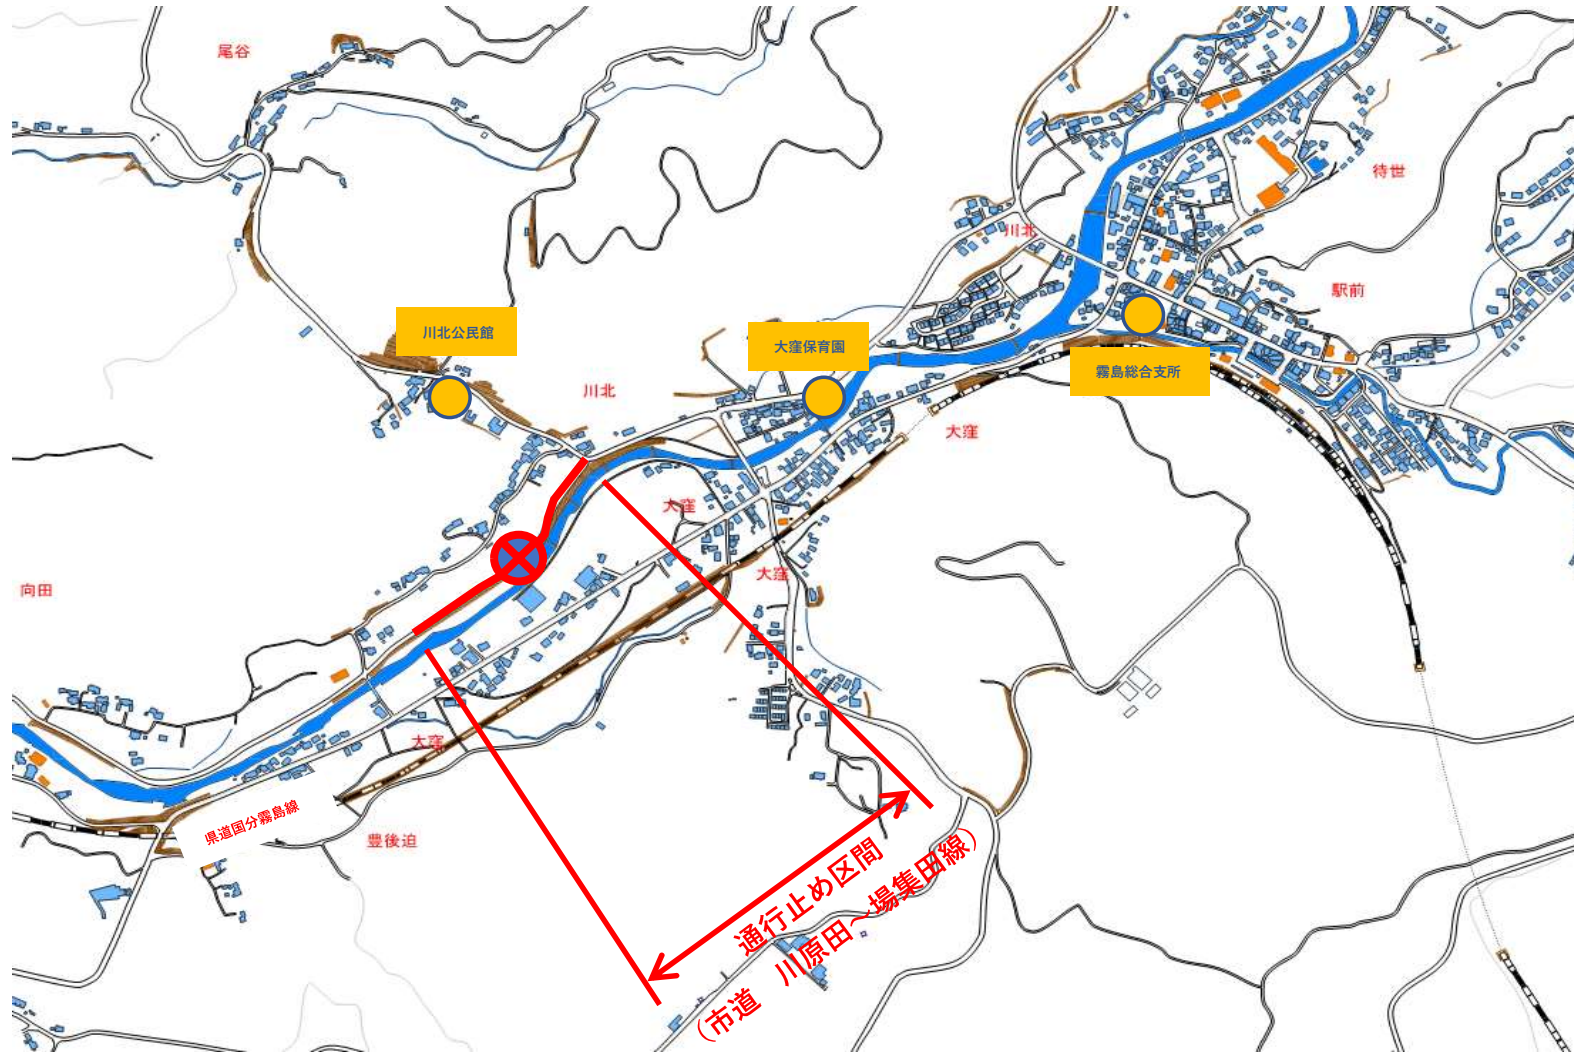 尾谷
待世
川北
駅前
川北公民館
大窪保育園
霧島総合支所
川北
大窪
大窪
大窪
向田
大窪
県道国分霧島線
豊後迫
通行止め区間
(市道 川原田~場集田線)